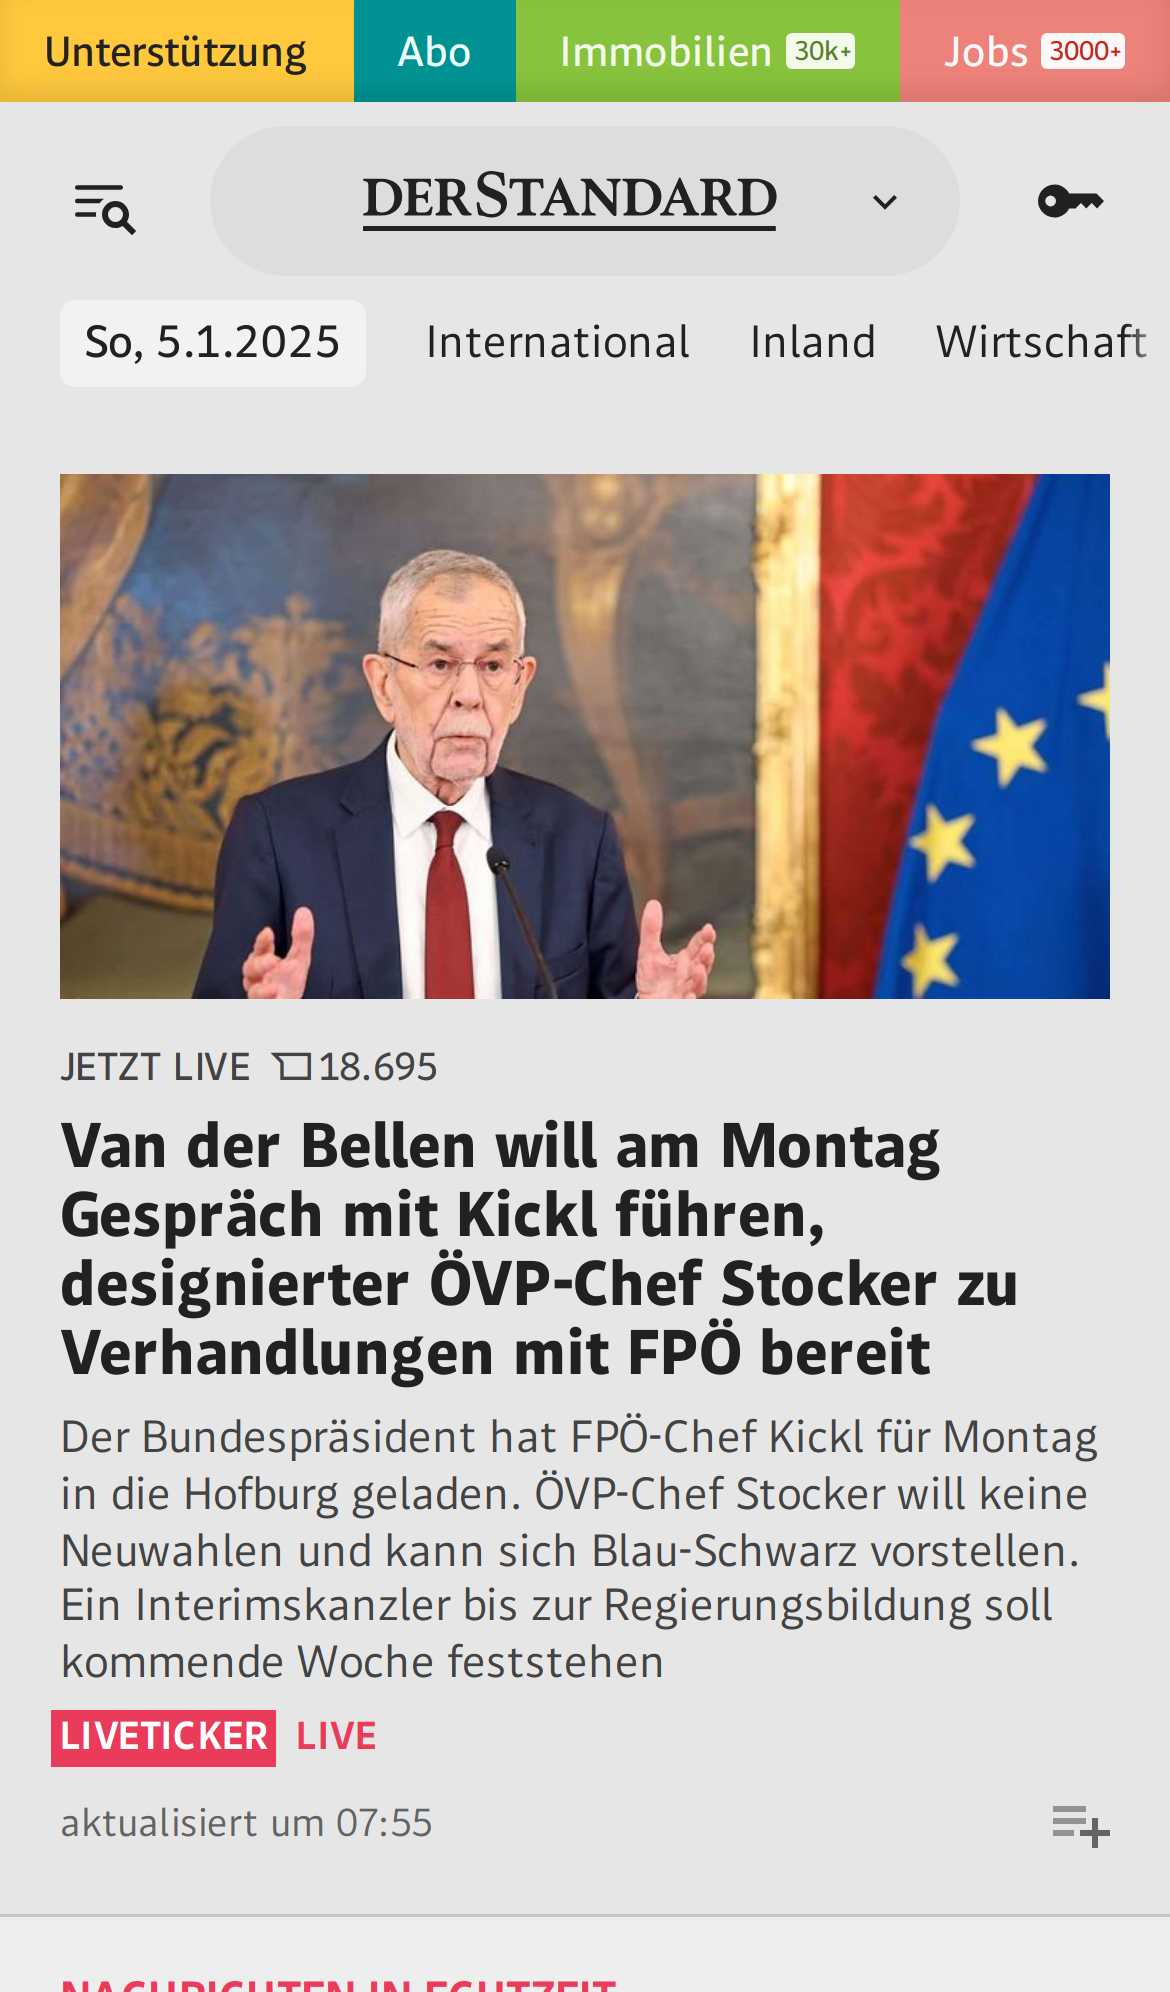 Unterstützung Abo Immobilien 30k+ Jobs 3000+
DERSTANDARD
So, 5.1.2025 International Inland Wirtschaft
JETZT LIVE 18.695
Van der Bellen will am Montag
Gespräch mit Kickl führen,
designierter ÖVP-Chef Stocker zu
Verhandlungen mit FPÖ bereit
Der Bundespräsident hat FPÖ-Chef Kickl für Montag
in die Hofburg geladen. ÖVP-Chef Stocker will keine
Neuwahlen und kann sich Blau-Schwarz vorstellen.
Ein Interimskanzler bis zur Regierungsbildung soll
kommende Woche feststehen
LIVETICKER LIVE
aktualisiert um 07:55
NACHRICHTEN IN ECHTZEIT